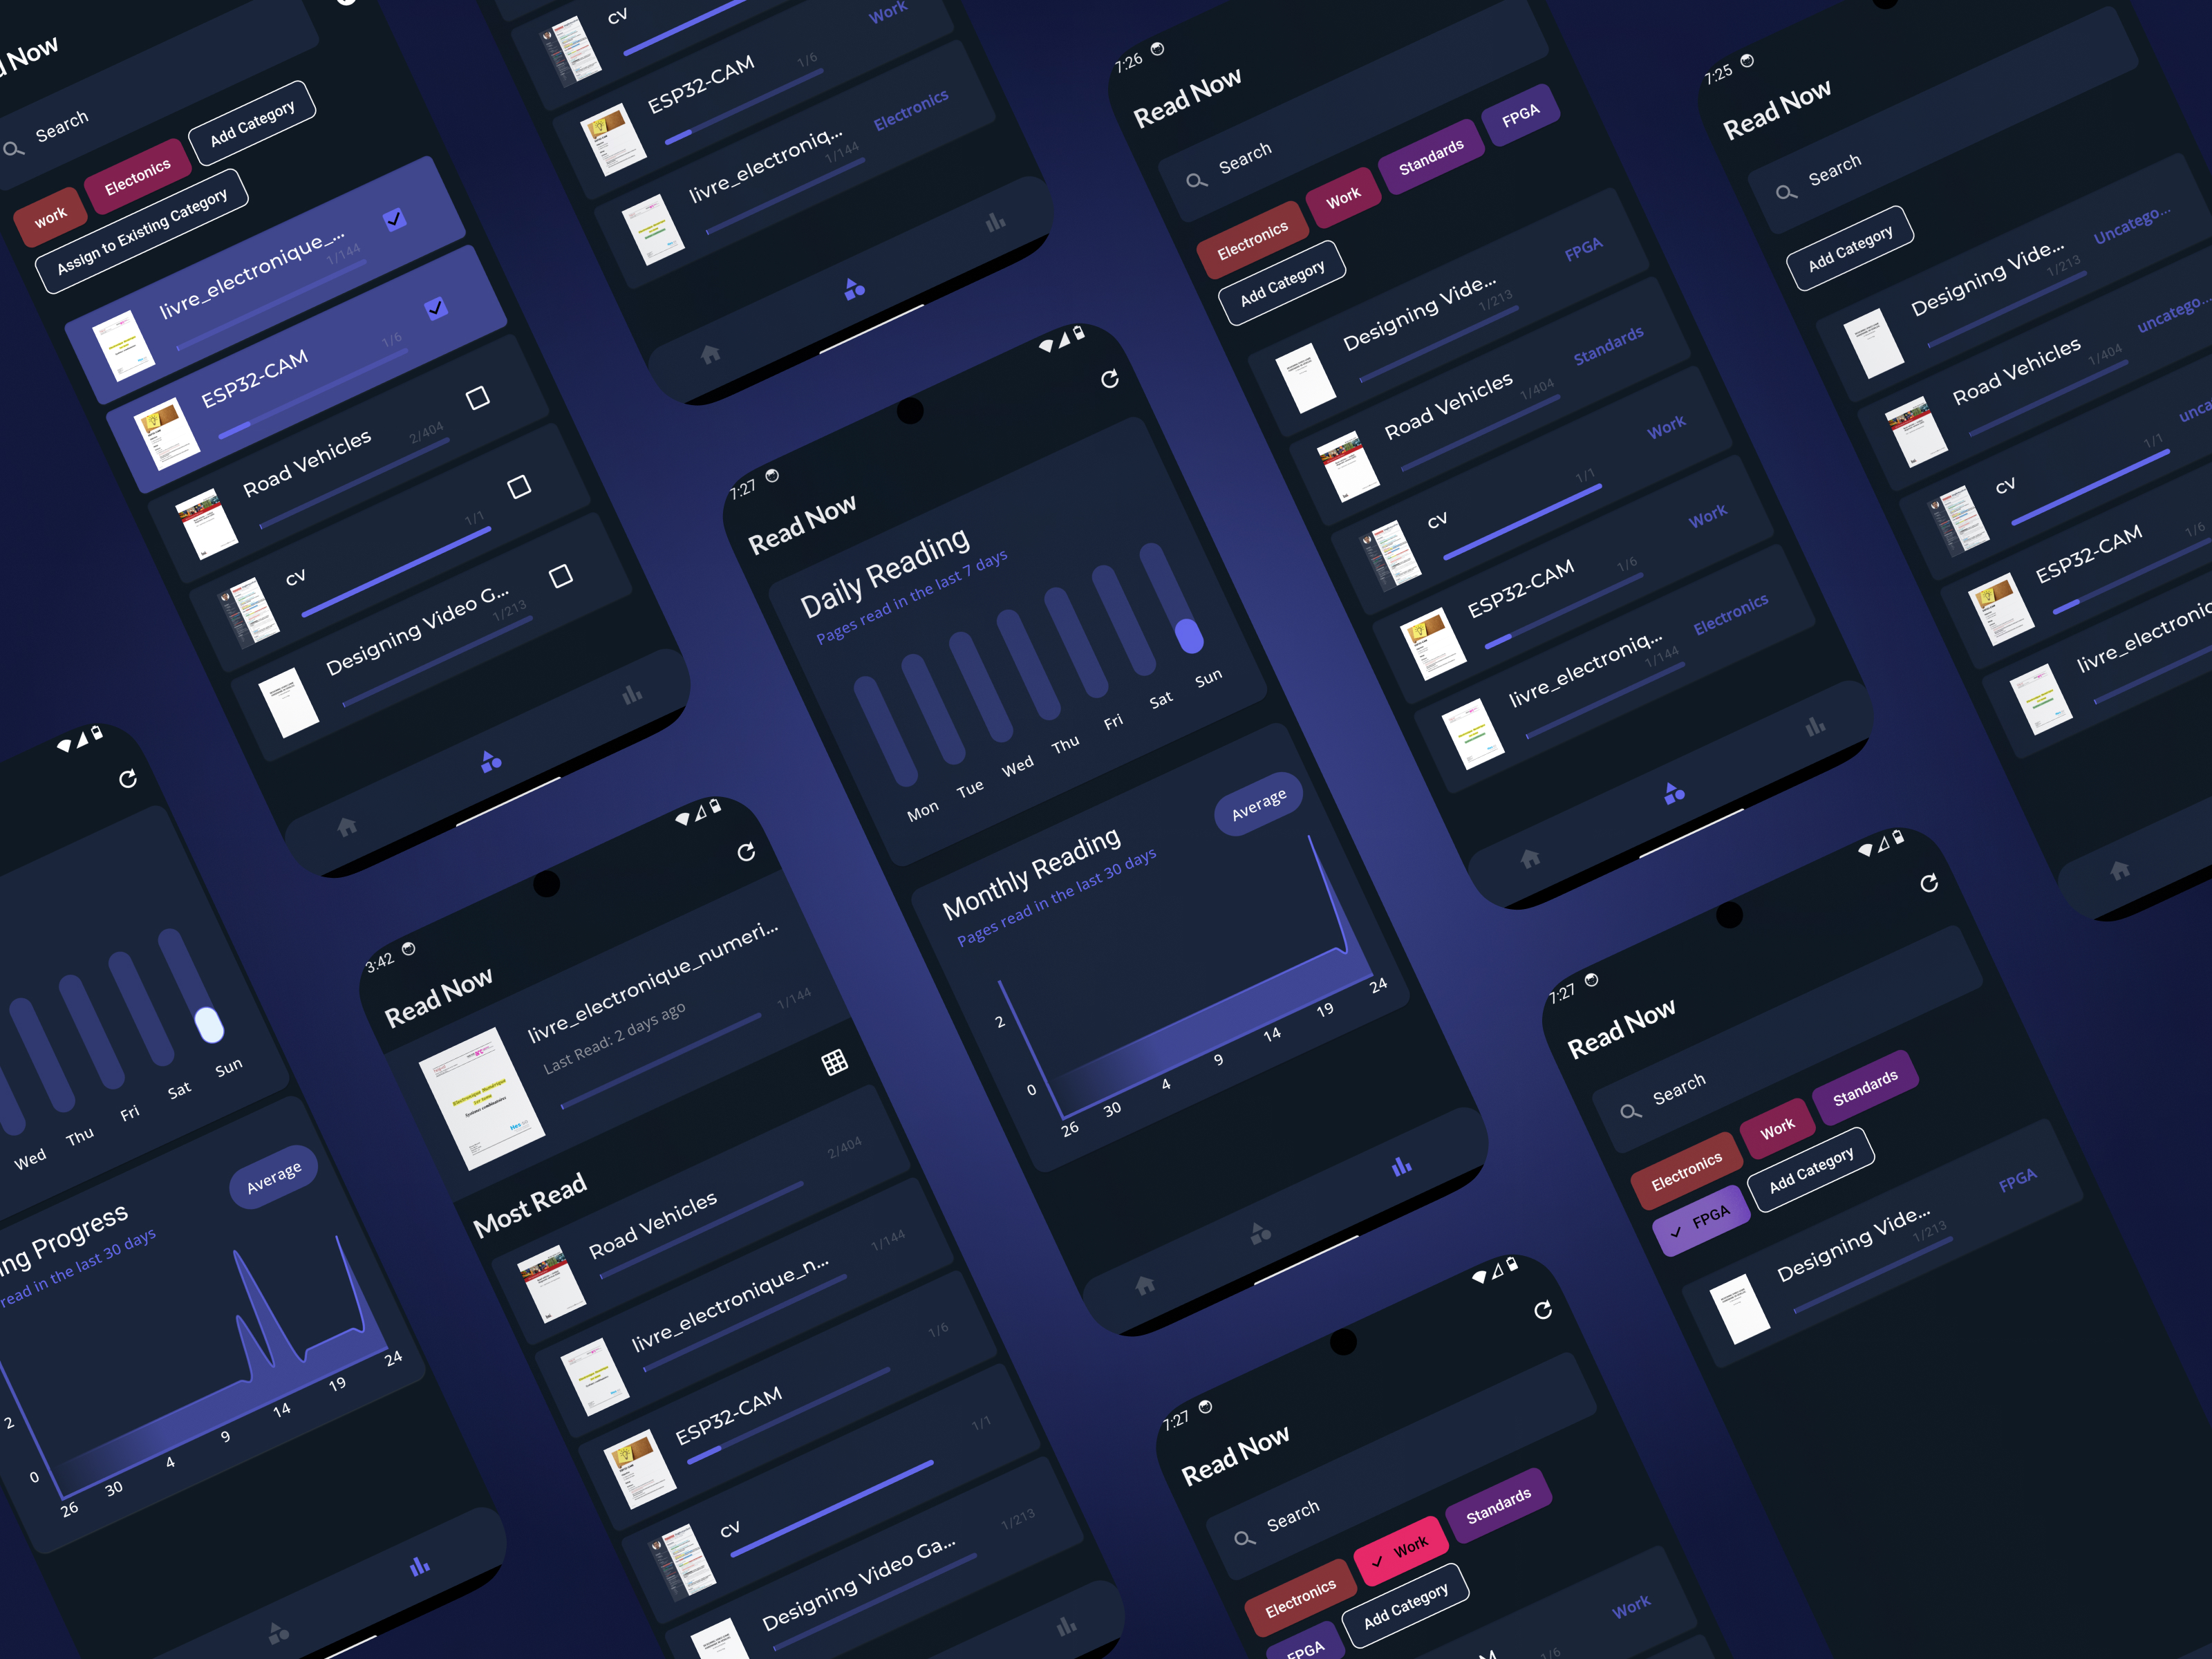 Read Now
Search
work
Electonics
Add Category
Assign to Existing Category
livre_electronique_...
1/144
ESP32-CAM
1/6
Road Vehicles
2/404
cv
1/1
Designing Video G...
1/213
cv
Work
ESP32-CAM
1/6
Electronics
livre_electroniq...
1/144
7:26
Read Now
Search
Electronics
Work
Standards
FPGA
Add Category
Designing Vide...
1/213
FPGA
Road Vehicles
1/404
Standards
cv
1/1
Work
ESP32-CAM
1/6
Work
livre_electroniq...
1/144
Electronics
7:25
Read Now
Search
Add Category
Designing Vide...
1/213
Uncatego...
Road Vehicles
1/404
uncatego...
cv
1/1
ESP32-CAM
1/6
7:27
Read Now
Daily Reading
Pages read in the last 7 days
Mon
Tue
Wed
Thu
Fri
Sat
Sun
Monthly Reading
Pages read in the last 30 days
Average
2
0
26
30
4
9
14
19
24
Wed
Thu
Fri
Sat
Sun
Progress
read in the last 30 days
Average
2
0
26
30
4
9
14
19
24
3:42
Read Now
livre_electronique_numeri...
Last Read: 2 days ago
1/144
Most Read
Road Vehicles
2/404
livre_electronique_n...
1/144
ESP32-CAM
1/6
cv
1/1
Designing Video Ga...
1/213
7:27
Read Now
Search
Electronics
Work
Standards
FPGA
Add Category
Designing Vide...
1/213
FPGA
7:27
Read Now
Search
Electronics
Work
Standards
FPGA
Add Category
Work
1/6